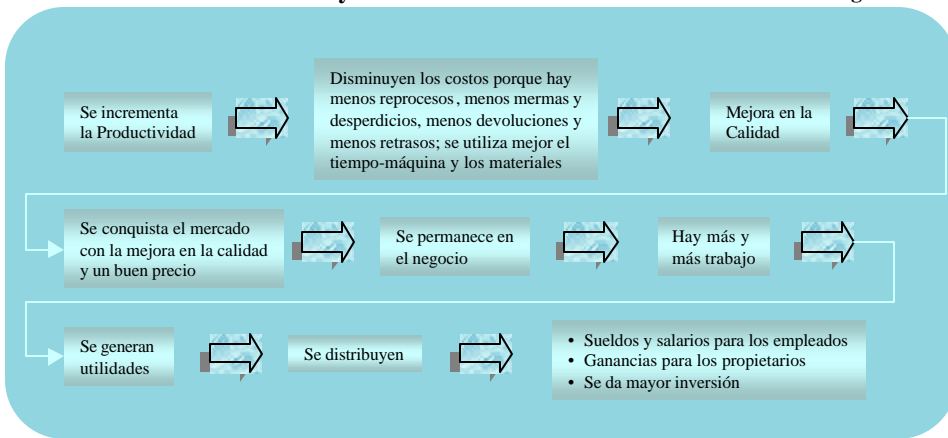 Se incrementa
la Productividad
Disminuyen los costos porque hay
menos reprocesos, menos mermas y
desperdicios, menos devoluciones y
menos retrasos; se utiliza mejor el
tiempo-máquina y los materiales
Mejora en la
Calidad
Se conquista el mercado
con la mejora en la calidad
y un buen precio
Se permanece en
el negocio
Hay más y
más trabajo
Se generan
utilidades
Se distribuyen
• Sueldos y salarios para los empleados
• Ganancias para los propietarios
• Se da mayor inversión